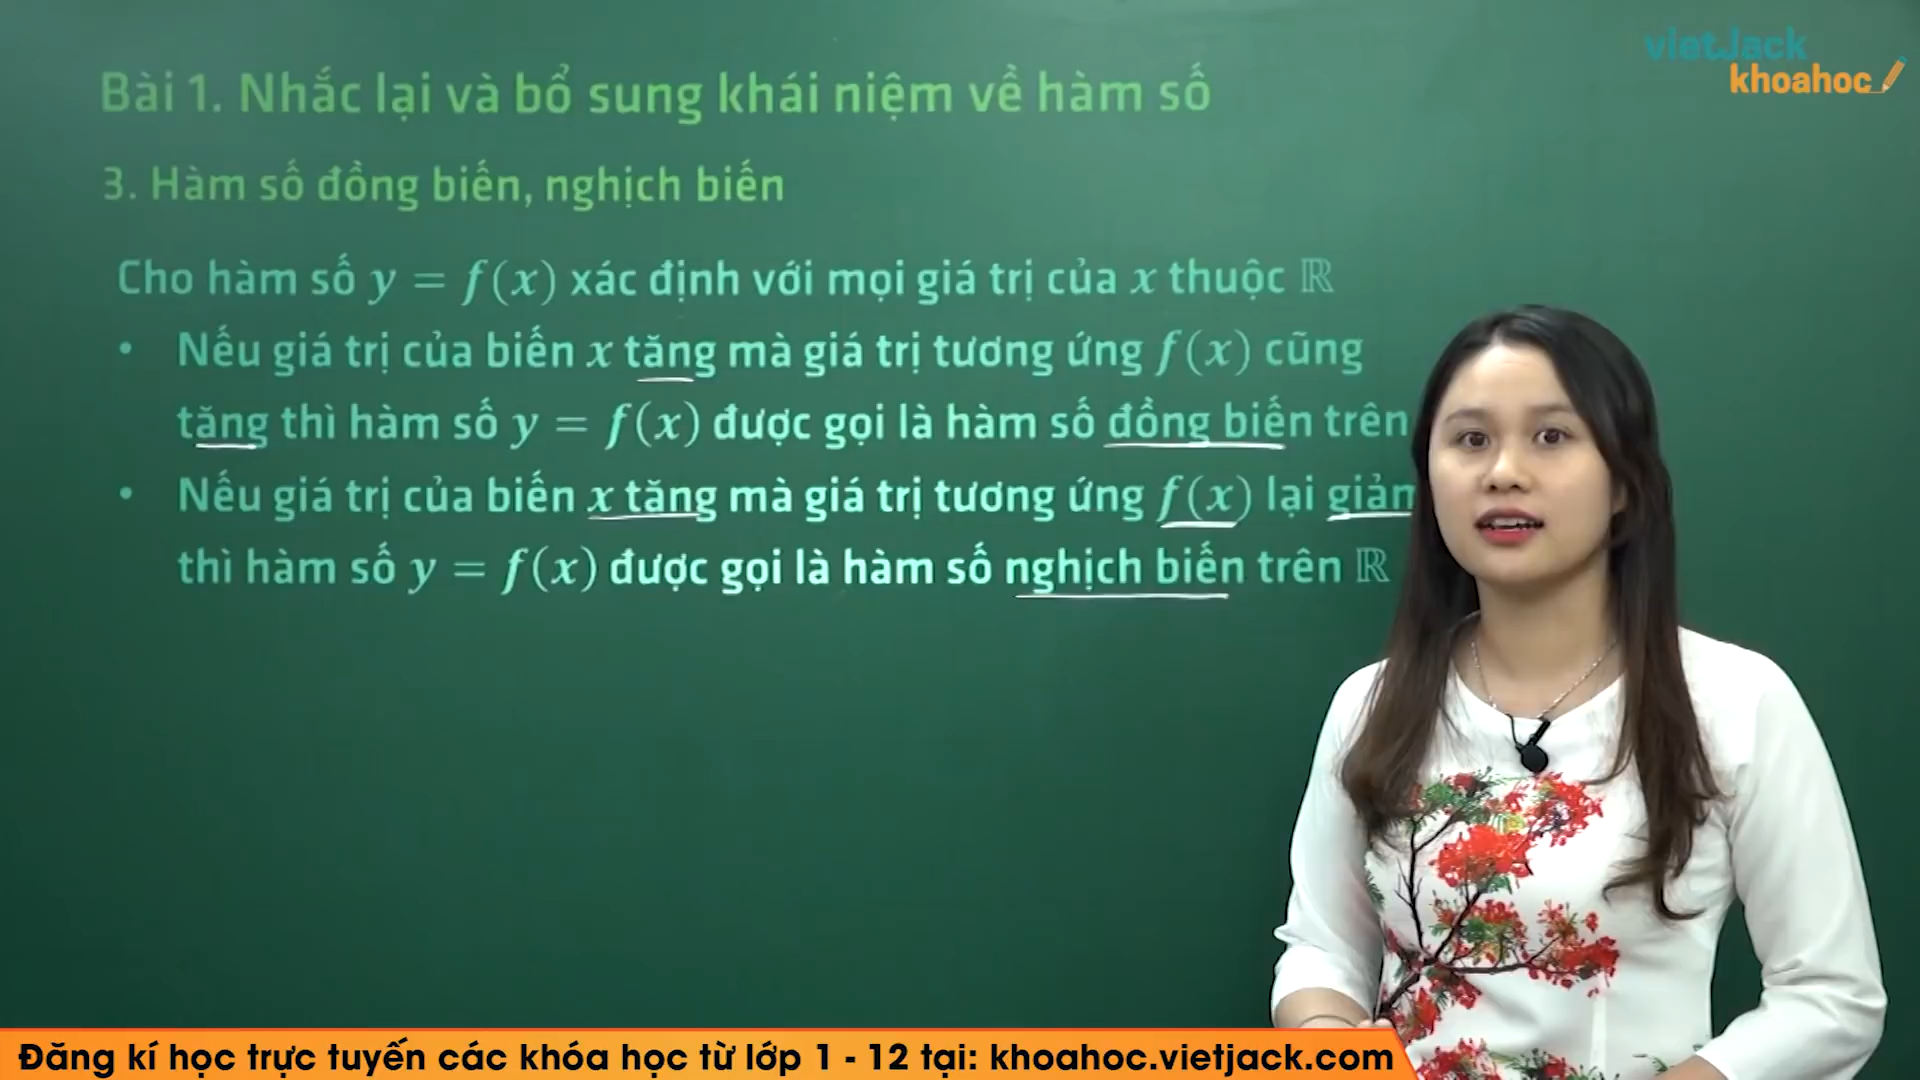 vietJack
khoahoc
Bài 1. Nhắc lại và bổ sung khái niệm về hàm số
3. Hàm số đồng biến, nghịch biến
Cho hàm số y = f(x) xác định với mọi giá trị của x thuộc ℝ
• Nếu giá trị của biến x tăng mà giá trị tương ứng f(x) cũng
tăng thì hàm số y = f(x) được gọi là hàm số đồng biến trên
• Nếu giá trị của biến x tăng mà giá trị tương ứng f(x) lại giảm
thì hàm số y = f(x) được gọi là hàm số nghịch biến trên ℝ
Đăng kí học trực tuyến các khóa học từ lớp 1 - 12 tại: khoahoc.vietjack.com